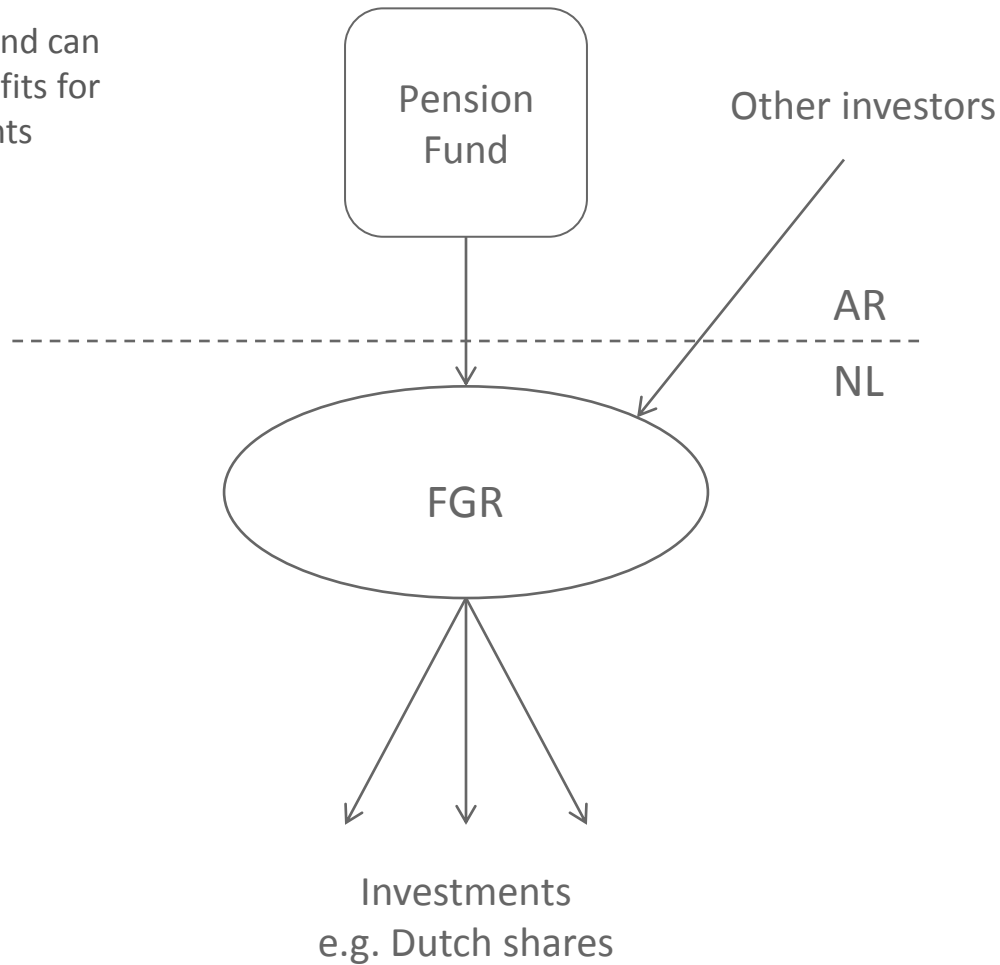 nd can
fits for
nts
Pension
Fund
Other investors
AR
NL
FGR
Investments
e.g. Dutch shares